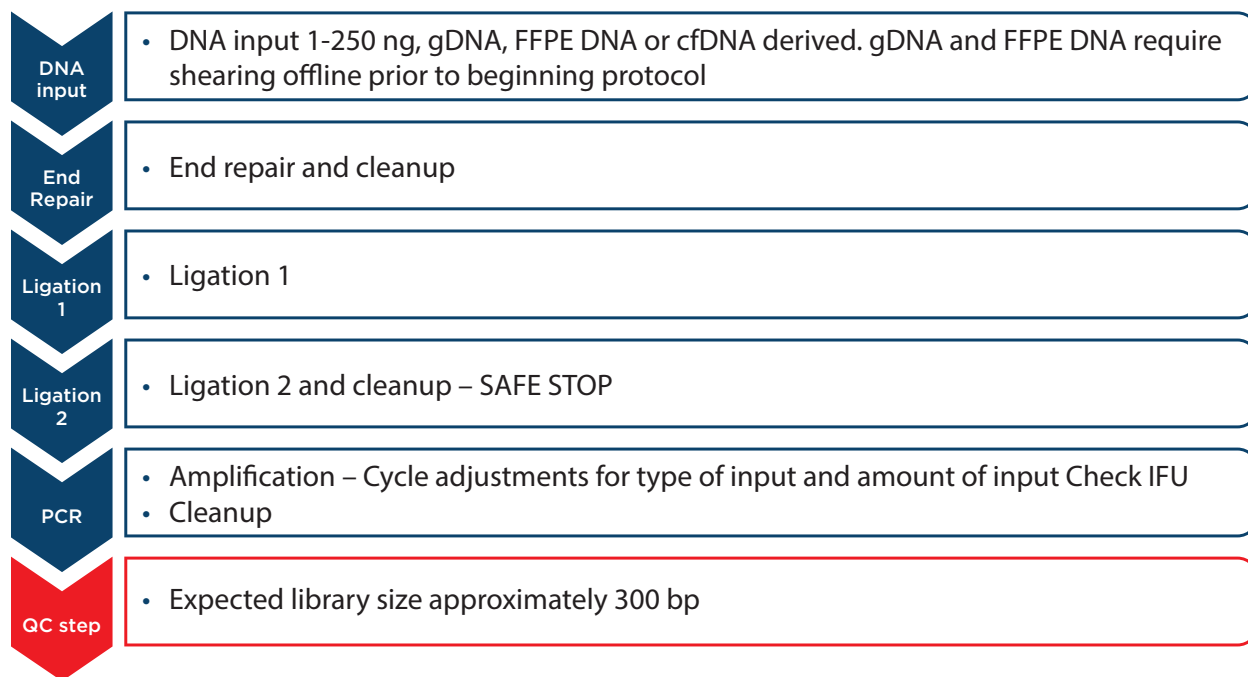 DNA
input
• DNA input 1-250 ng, gDNA, FFPE DNA or cfDNA derived. gDNA and FFPE DNA require
shearing offline prior to beginning protocol
End
Repair
• End repair and cleanup
Ligation
1
• Ligation 1
Ligation
2
• Ligation 2 and cleanup – SAFE STOP
PCR
• Amplification – Cycle adjustments for type of input and amount of input Check IFU
• Cleanup
QC step
• Expected library size approximately 300 bp